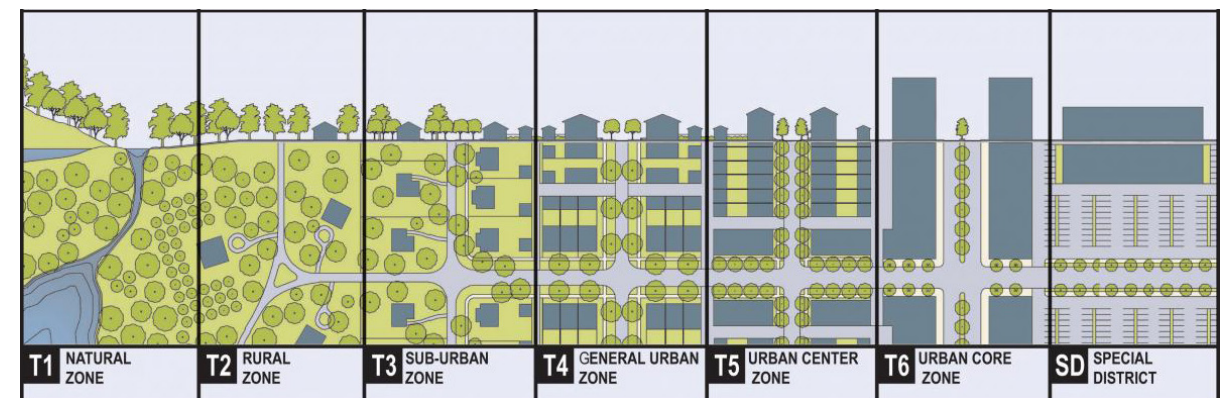 T1 NATURAL
ZONE
T2 RURAL
ZONE
T3 SUB-URBAN
ZONE
T4 GENERAL URBAN
ZONE
T5 URBAN CENTER
ZONE
T6 URBAN CORE
ZONE
SD SPECIAL
DISTRICT